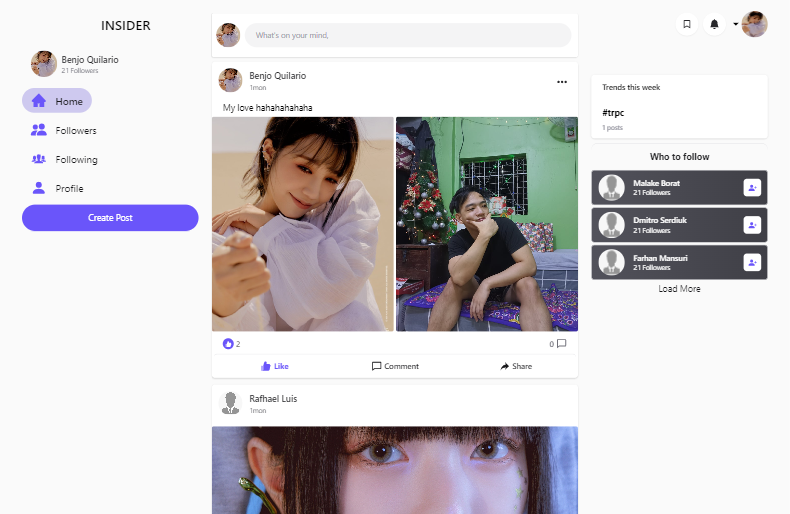 INSIDER
Benjo Quilario
21 Followers
Home
Followers
Following
Profile
Create Post
What's on your mind,
Benjo Quilario
1mon
My love hahahahahaha
2
0
Like
Comment
Share
Rafhael Luis
1mon
Trends this week
#trpc
1 posts
Who to follow
Malake Borat
21 Followers
Dmitro Serdiuk
21 Followers
Farhan Mansuri
21 Followers
Load More